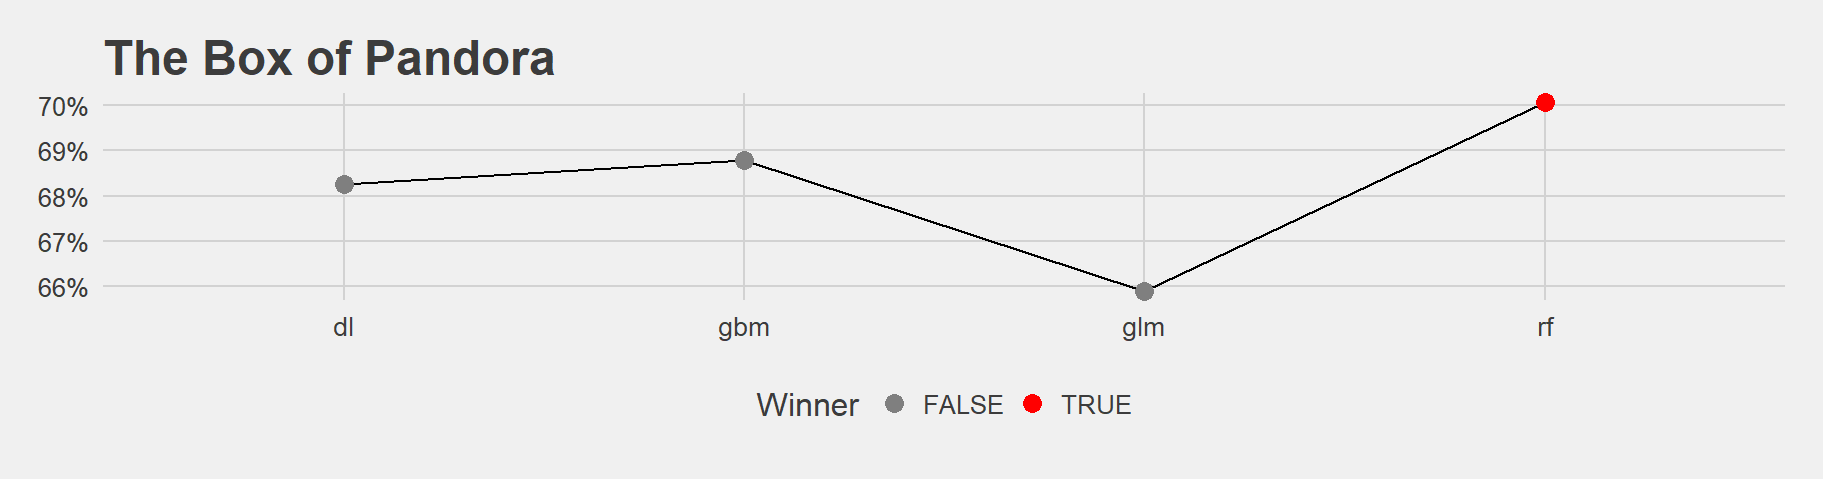 The Box of Pandora
70%
69%
68%
67%
66%
dl gbm glm rf
Winner FALSE TRUE